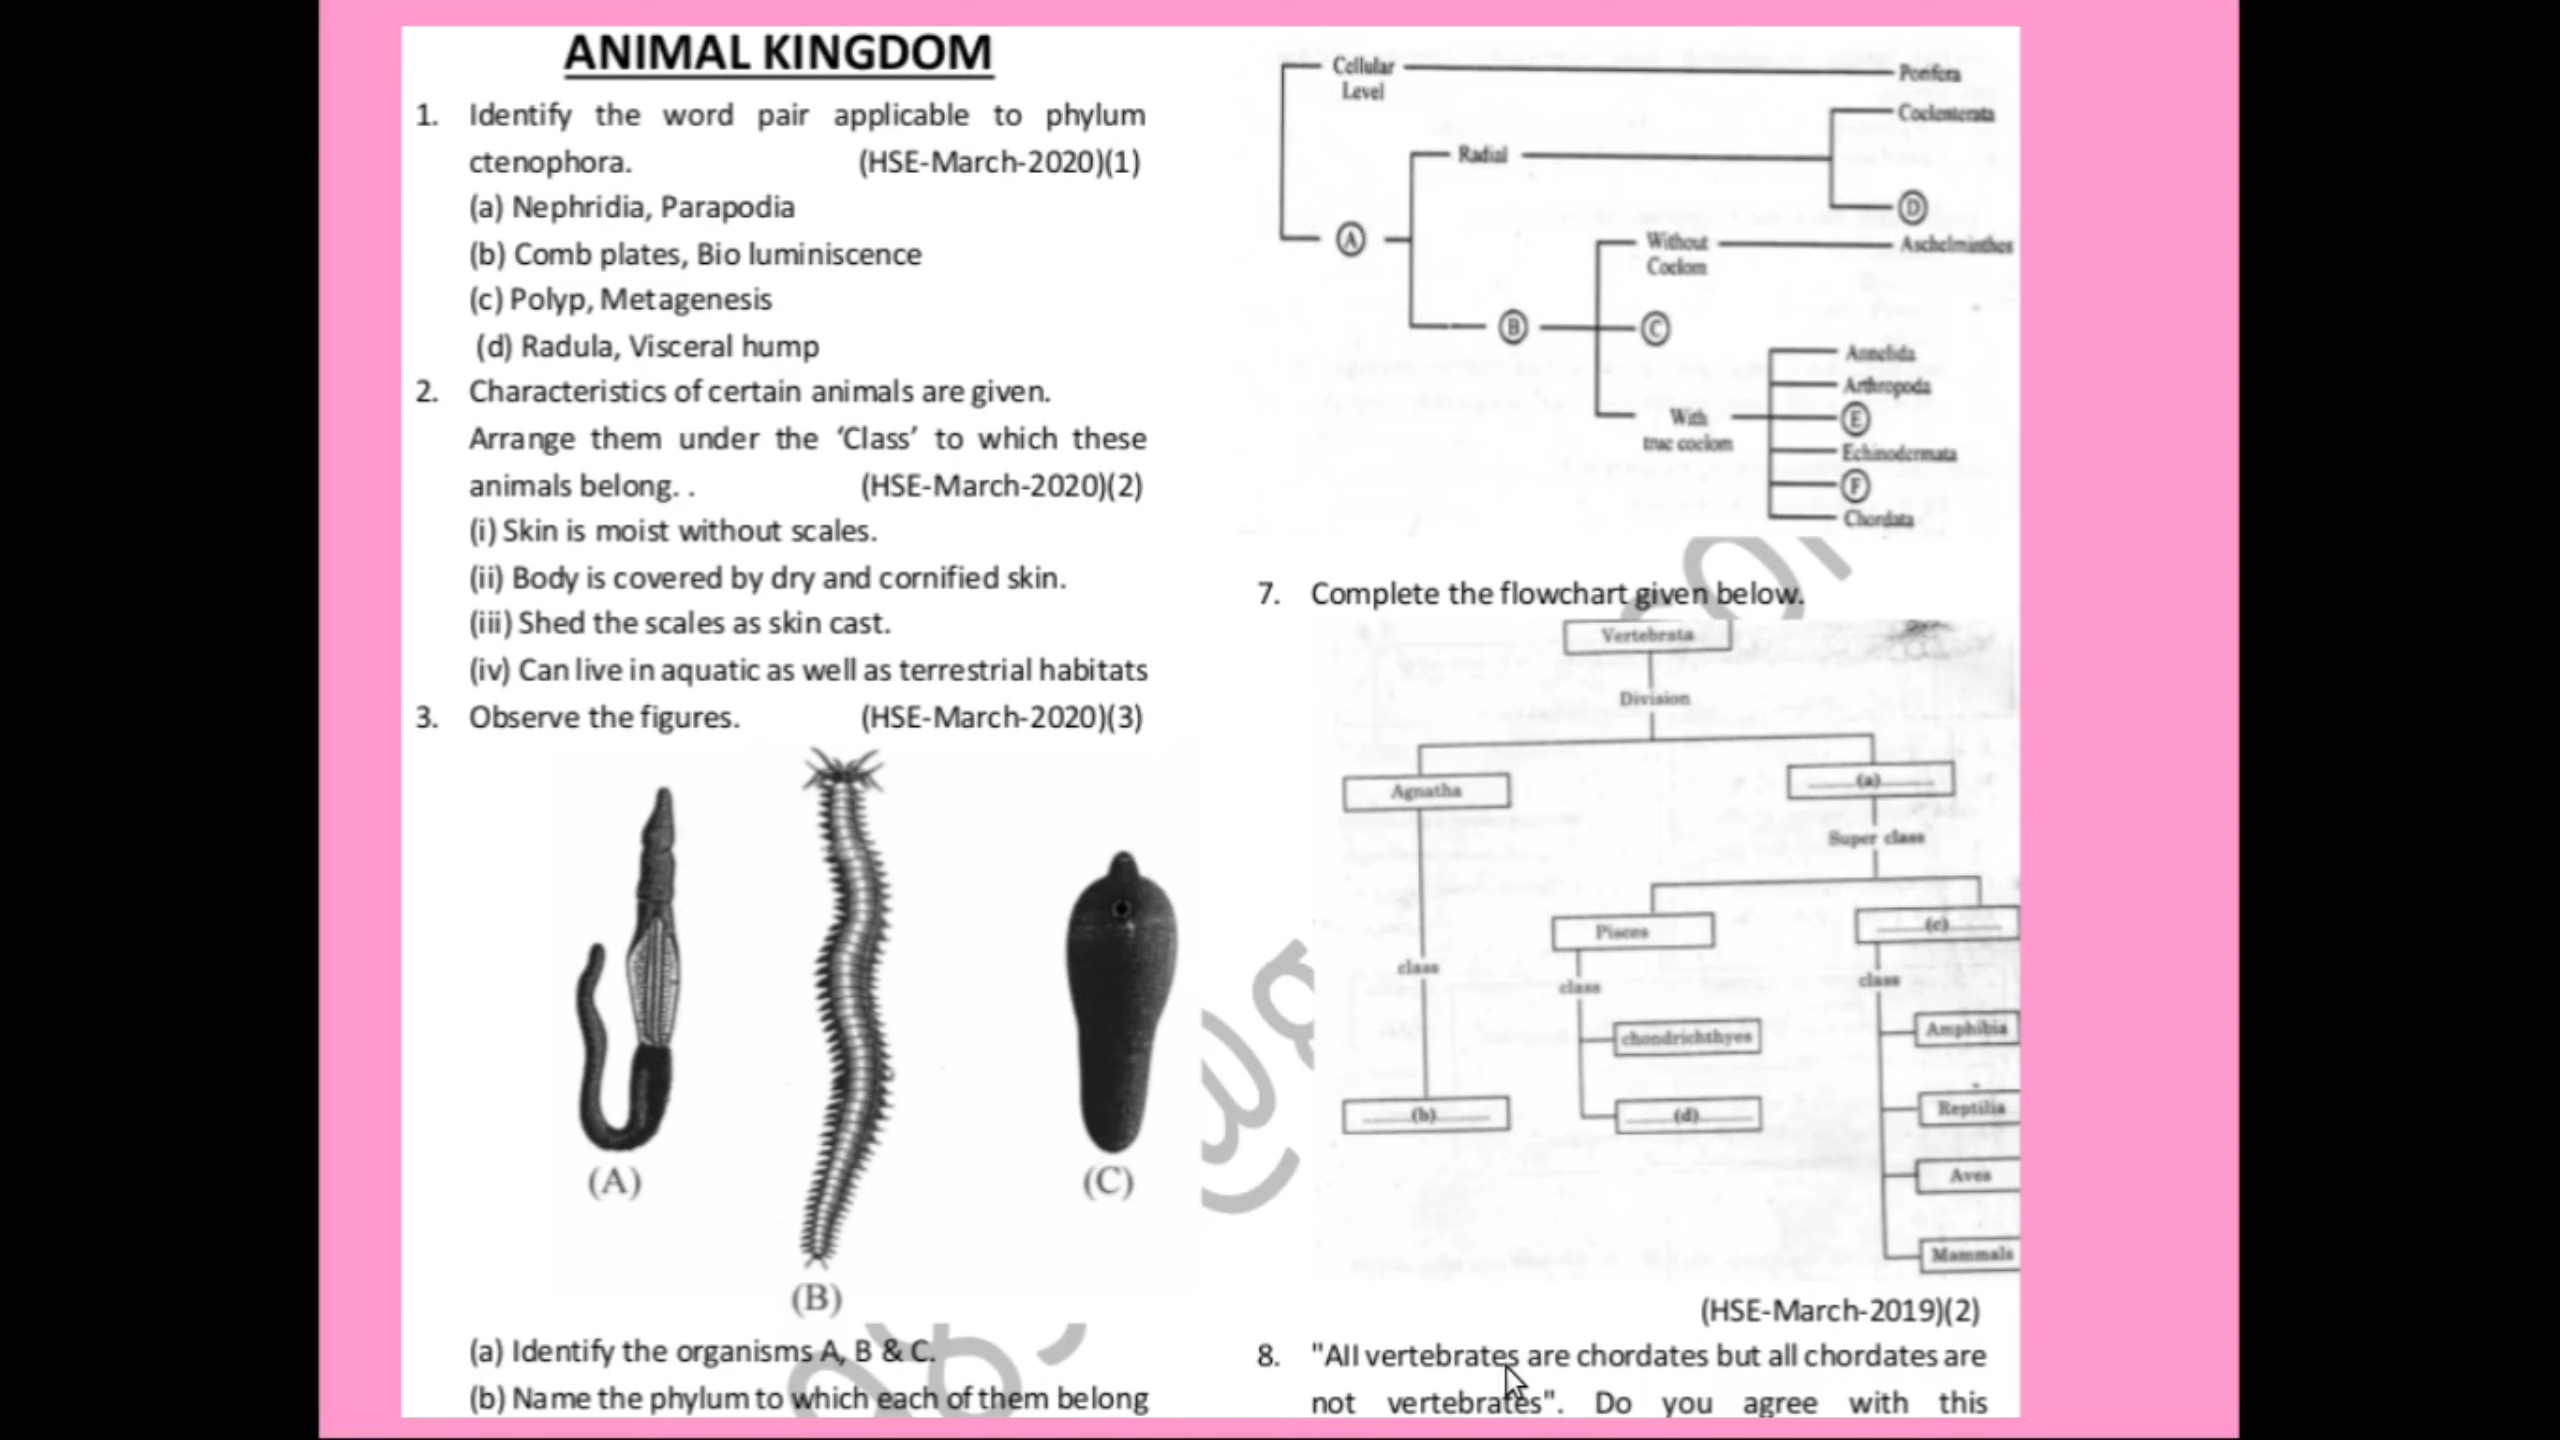 ANIMAL KINGDOM
1. Identify the word pair applicable to phylum
ctenophora. (HSE-March-2020)(1)
(a) Nephridia, Parapodia
(b) Comb plates, Bio luminiscence
(c) Polyp, Metagenesis
(d) Radula, Visceral hump
2. Characteristics of certain animals are given.
Arrange them under the ‘Class’ to which these
animals belong. . (HSE-March-2020)(2)
(i) Skin is moist without scales.
(ii) Body is covered by dry and cornified skin.
(iii) Shed the scales as skin cast.
(iv) Can live in aquatic as well as terrestrial habitats
3. Observe the figures. (HSE-March-2020)(3)
(A)
(B)
(C)
(a) Identify the organisms A, B & C.
(b) Name the phylum to which each of them belong
Cellular
Level
Porifera
Coelenterata
Radial
D
A
Without
Coelom
Aschelminthes
B
C
Annelida
Arthropoda
With
true coelom
E
Echinodermata
F
Chordata
7. Complete the flowchart given below.
Vertebrata
Division
Agnatha
(a)
Super class
Pisces
(c)
class
class
class
chondrichthyes
Amphibia
(b)
(d)
Reptilia
Aves
Mammals
(HSE-March-2019)(2)
8. "All vertebrates are chordates but all chordates are
not vertebrates". Do you agree with this